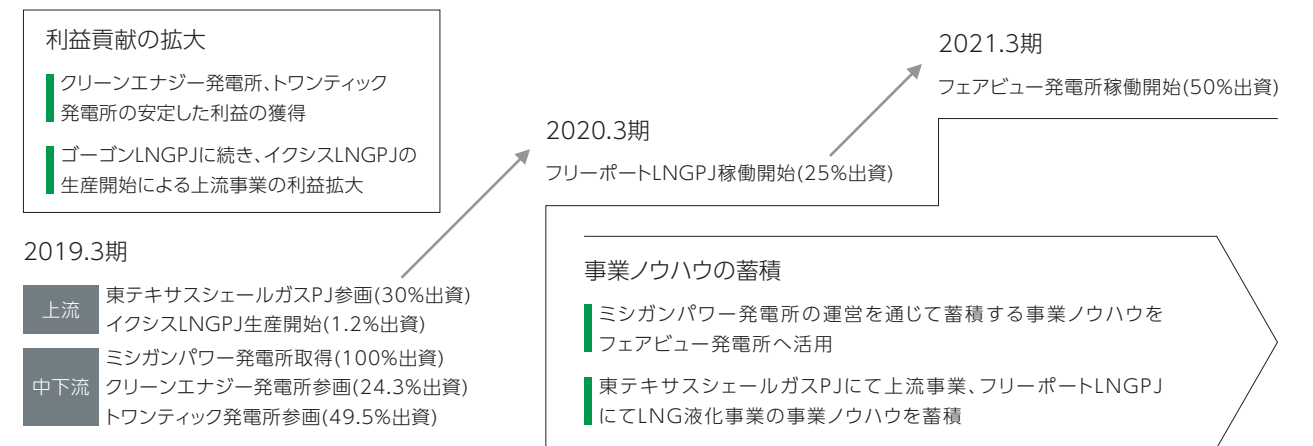 利益貢献の拡大
クリーンエナジー発電所、トワンティック
発電所の安定した利益の獲得
ゴーゴンLNGPJに続き、イクシスLNGPJの
生産開始による上流事業の利益拡大
2019.3期
上流
東テキサスシェールガスPJ参画(30%出資)
イクシスLNGPJ生産開始(1.2%出資)
中下流
ミシガンパワー発電所取得(100%出資)
クリーンエナジー発電所参画(24.3%出資)
トワンティック発電所参画(49.5%出資)
2020.3期
フリーポートLNGPJ稼働開始(25%出資)
2021.3期
フェアビュー発電所稼働開始(50%出資)
事業ノウハウの蓄積
ミシガンパワー発電所の運営を通じて蓄積する事業ノウハウを
フェアビュー発電所へ活用
東テキサスシェールガスPJにて上流事業、フリーポートLNGPJ
にてLNG液化事業の事業ノウハウを蓄積